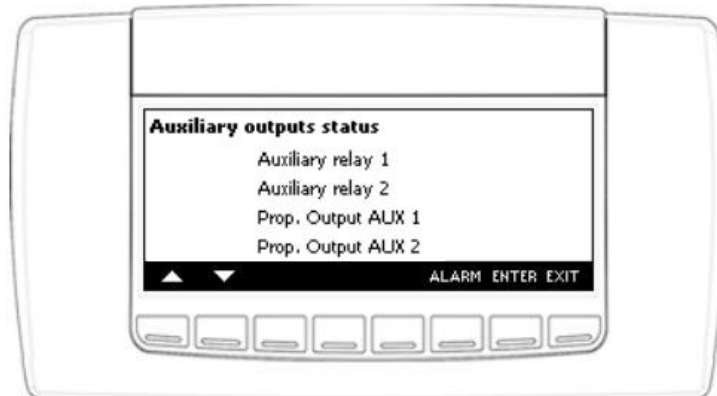 Auxiliary outputs status
Auxiliary relay 1
Auxiliary relay 2
Prop. Output AUX 1
Prop. Output AUX 2
ALARM ENTER EXIT